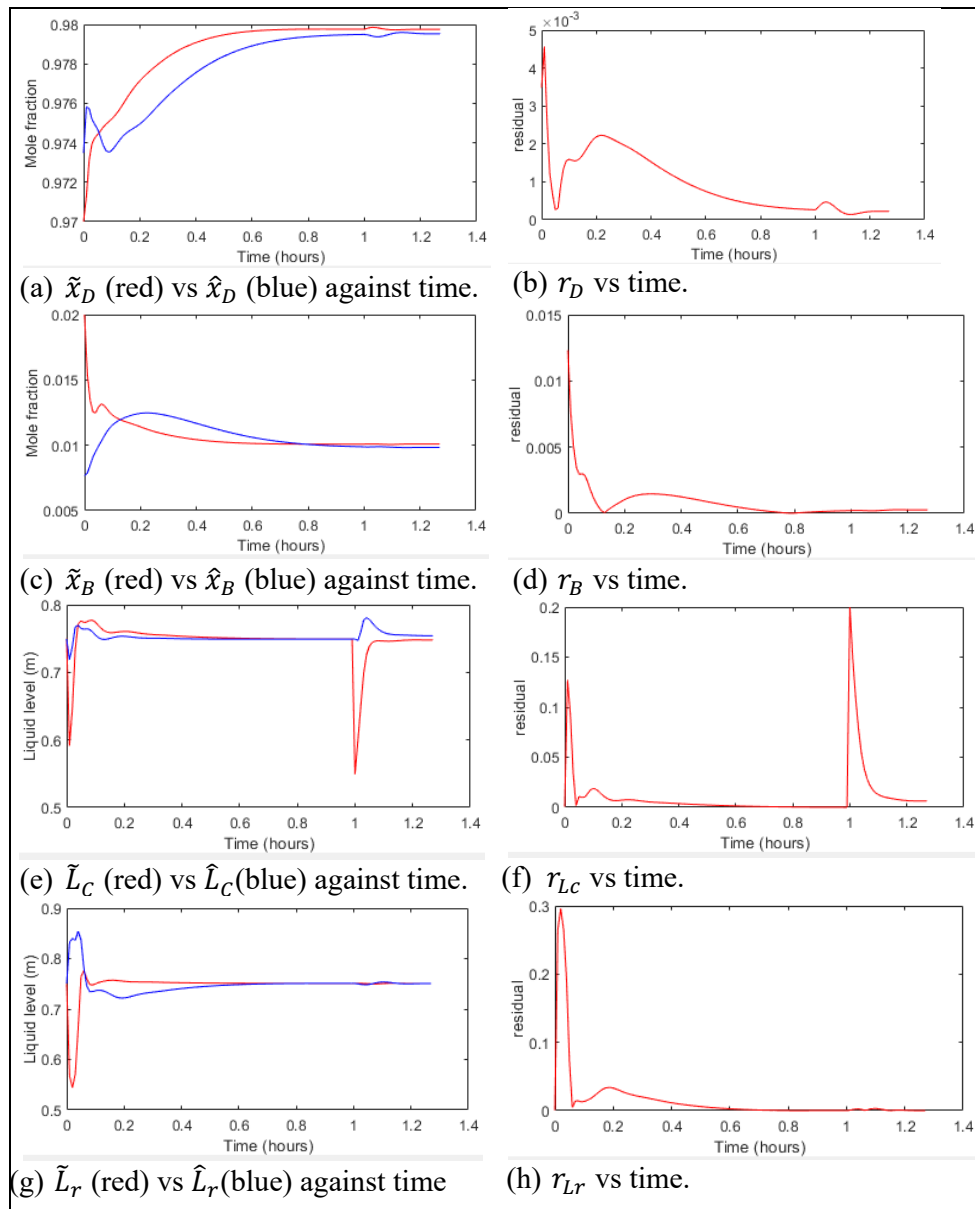 0.98
0.978
0.976
0.974
0.972
0.97
Mole fraction
0 0.2 0.4 0.6 0.8 1 1.2 1.4
Time (hours)
(a) x̃_D (red) vs x̂_D (blue) against time.
×10⁻³
5
4
3
2
1
0
residual
0 0.2 0.4 0.6 0.8 1 1.2 1.4
Time (hours)
(b) r_D vs time.
0.02
0.015
0.01
0.005
Mole fraction
0 0.2 0.4 0.6 0.8 1 1.2 1.4
Time (hours)
(c) x̃_B (red) vs x̂_B (blue) against time.
0.015
0.01
0.005
0
residual
0 0.2 0.4 0.6 0.8 1 1.2 1.4
Time (hours)
(d) r_B vs time.
0.8
0.7
0.6
0.5
Liquid level (m)
0 0.2 0.4 0.6 0.8 1 1.2 1.4
Time (hours)
(e) L̃_C (red) vs L̂_C(blue) against time.
0.2
0.15
0.1
0.05
0
residual
0 0.2 0.4 0.6 0.8 1 1.2 1.4
Time (hours)
(f) r_Lc vs time.
0.9
0.8
0.7
0.6
0.5
Liquid level (m)
0 0.2 0.4 0.6 0.8 1 1.2 1.4
Time (hours)
(g) L̃_r (red) vs L̂_r(blue) against time
0.3
0.2
0.1
0
residual
0 0.2 0.4 0.6 0.8 1 1.2 1.4
Time (hours)
(h) r_Lr vs time.